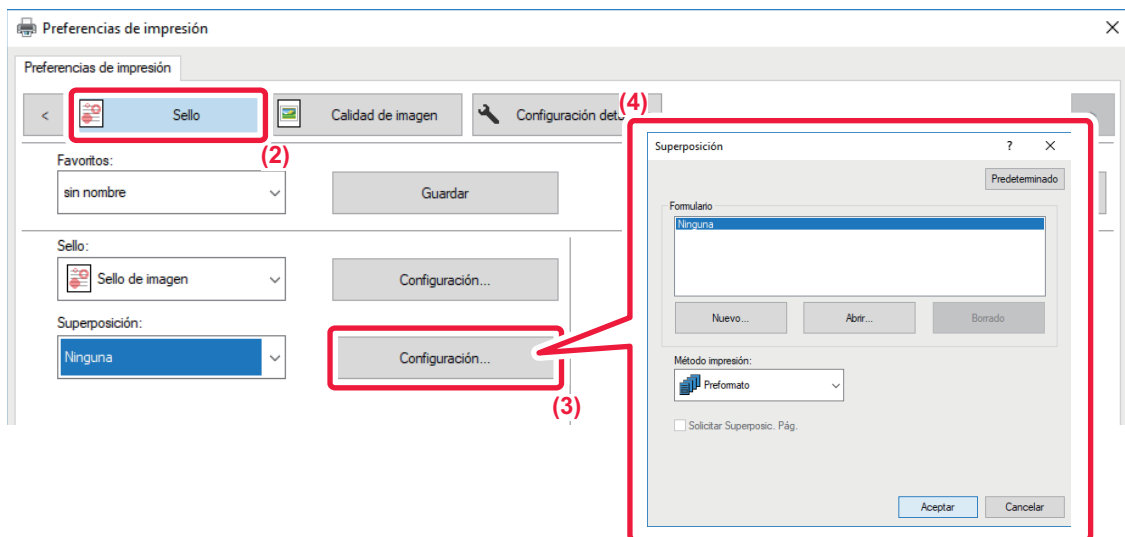 Preferencias de impresión
Preferencias de impresión
<
Sello
Calidad de imagen
Configuración det
(2)
(4)
Favoritos:
sin nombre
Guardar
Sello:
Sello de imagen
Configuración...
Superposición:
Ninguna
Configuración...
(3)
Superposición
?
Predeterminado
Formulario
Ninguna
Nuevo...
Abrir...
Borrado
Método impresión:
Preformato
Solicitar Superposic. Pág.
Aceptar
Cancelar